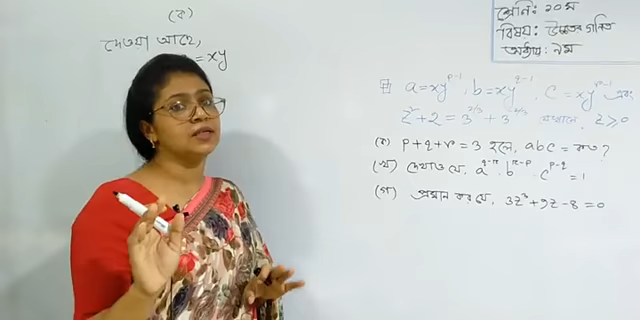 (ক)
দেওয়া আছে,
= xy
শ্রেণি: ১০ম
বিষয়: উচ্চতর গণিত
অধ্যায়: ৯ম
a = xy^{p-1}, b = xy^{q-1}, c = xy^{r-1} এবং
z² + 2 = 3^{2/3} + 3^{-2/3} যেখানে, z ≥ 0
(ক) p + q + r = 3 হলে, abc = কত?
(খ) দেখাও যে, a^{q-r} . b^{r-p} . c^{p-q} = 1
(গ) প্রমাণ কর যে, 3z³ + 9z - 8 = 0